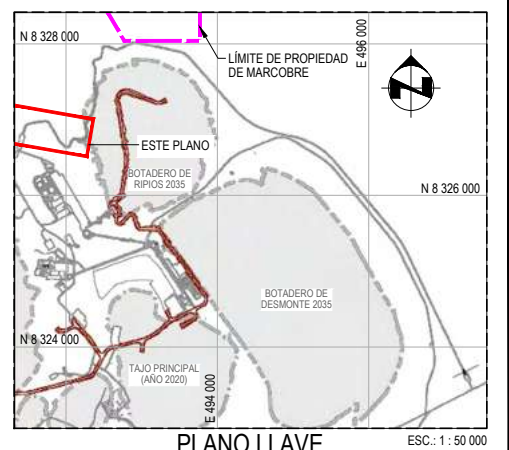 N 8 328 000
E 496 000
LÍMITE DE PROPIEDAD
DE MARCOBRE
N
ESTE PLANO
BOTADERO DE
RIPIOS 2035
N 8 326 000
BOTADERO DE
DESMONTE 2035
N 8 324 000
TAJO PRINCIPAL
(AÑO 2020)
E 494 000
PLANO LLAVE
ESC.: 1 : 50 000